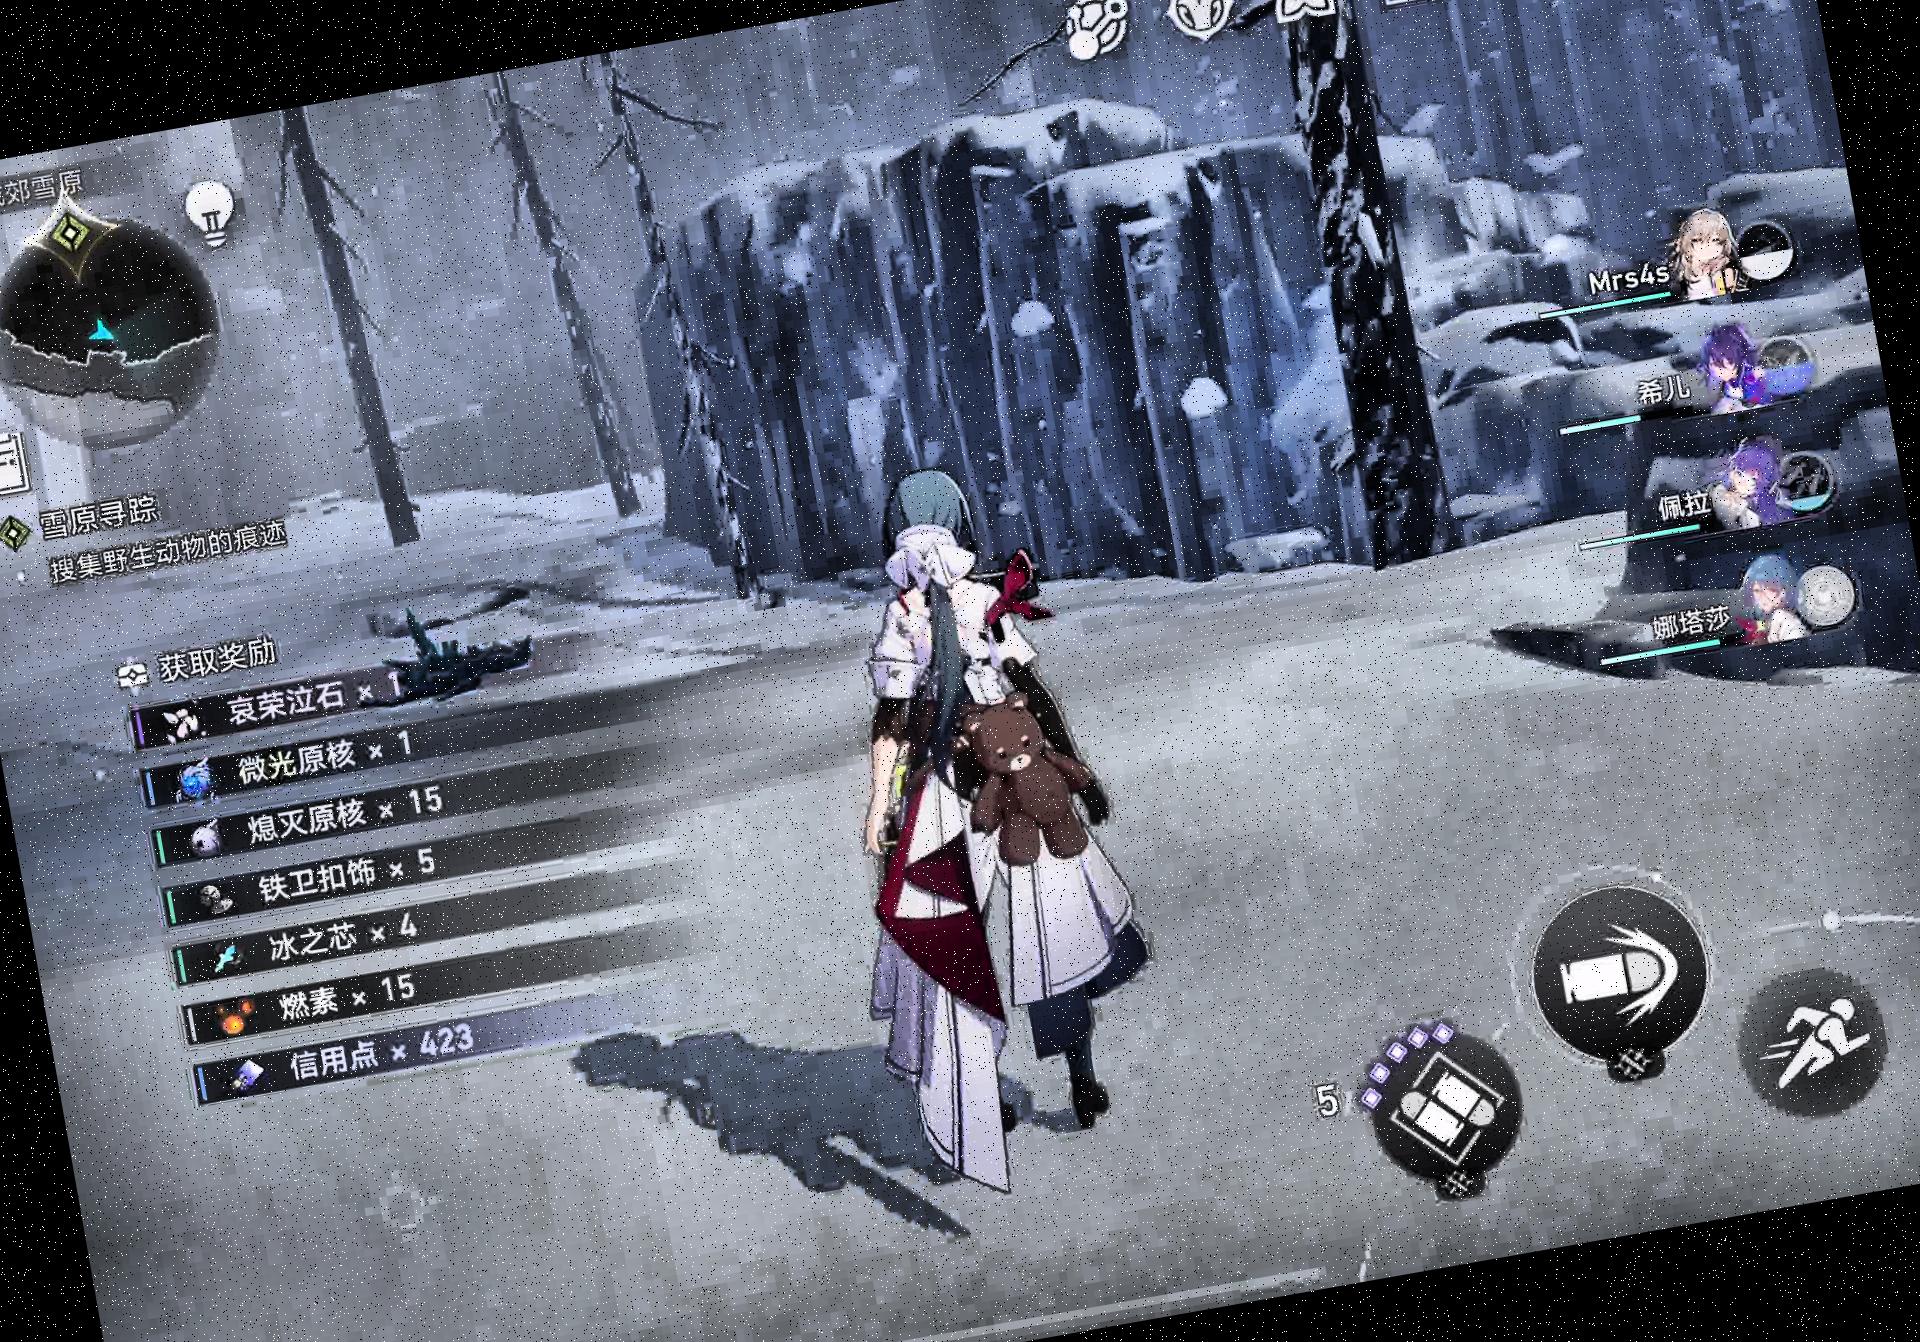 郊雪原
雪原寻踪
搜集野生动物的痕迹
获取奖励
哀荣泣石 × 1
微光原核 × 1
熄灭原核 × 15
铁卫扣饰 × 5
冰之芯 × 4
燃素 × 15
信用点 × 423
Mrs4s
希儿
佩拉
娜塔莎
5